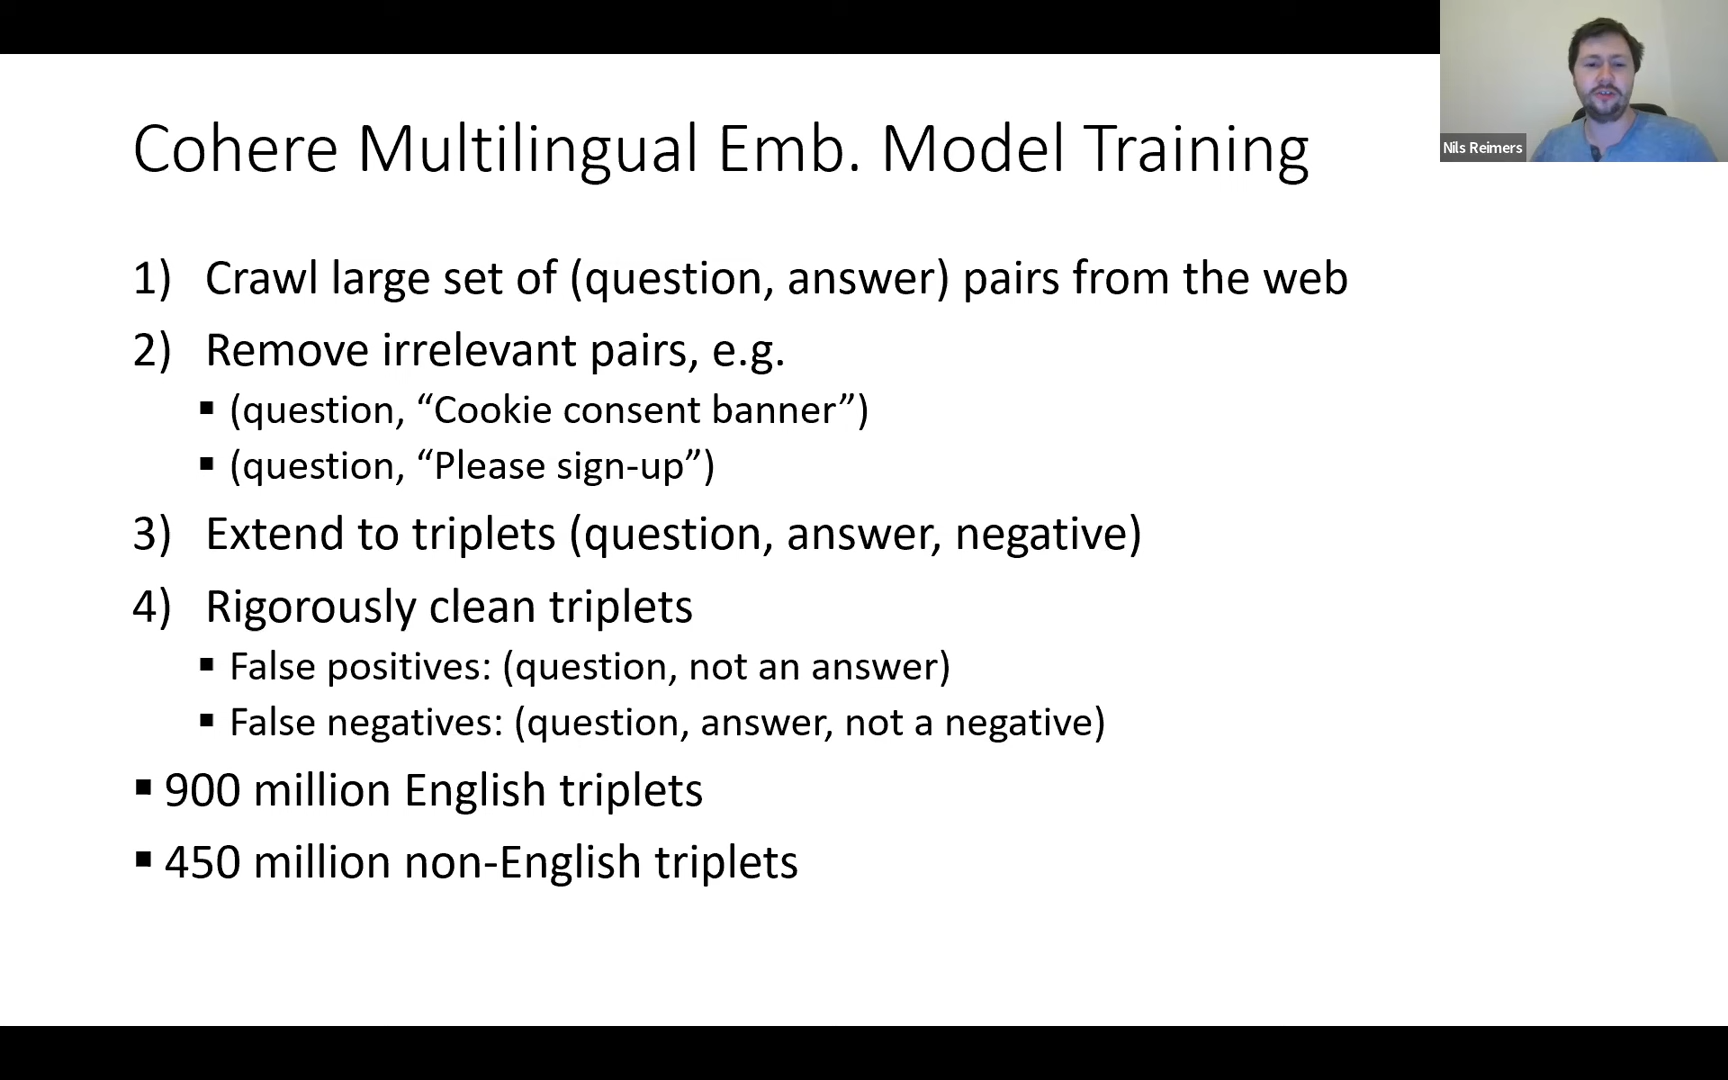 Cohere Multilingual Emb. Model Training
Nils Reimers
1) Crawl large set of (question, answer) pairs from the web
2) Remove irrelevant pairs, e.g.
▪ (question, “Cookie consent banner”)
▪ (question, “Please sign-up”)
3) Extend to triplets (question, answer, negative)
4) Rigorously clean triplets
▪ False positives: (question, not an answer)
▪ False negatives: (question, answer, not a negative)
▪ 900 million English triplets
▪ 450 million non-English triplets